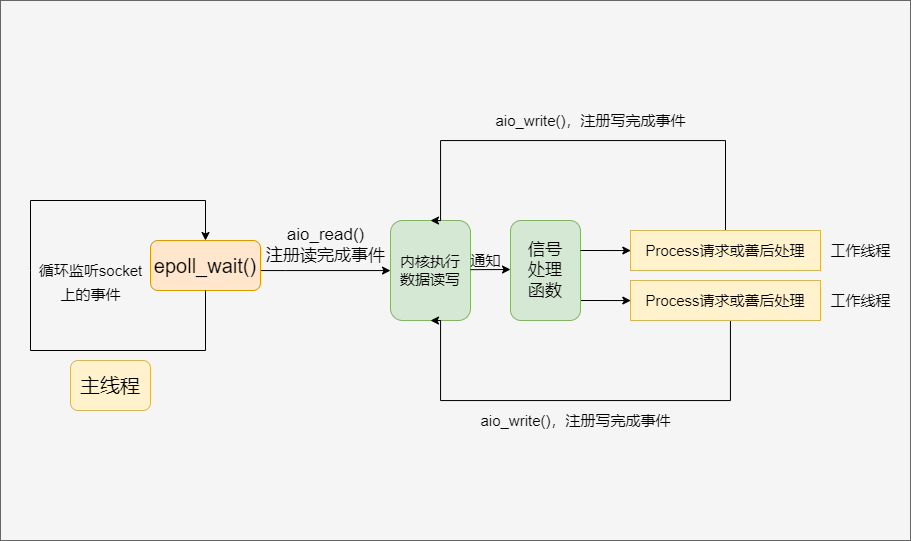 aio_write()，注册写完成事件
循环监听socket
上的事件
epoll_wait()
aio_read()
注册读完成事件
内核执行
数据读写
通知
信号
处理
函数
Process请求或善后处理
工作线程
Process请求或善后处理
工作线程
主线程
aio_write()，注册写完成事件